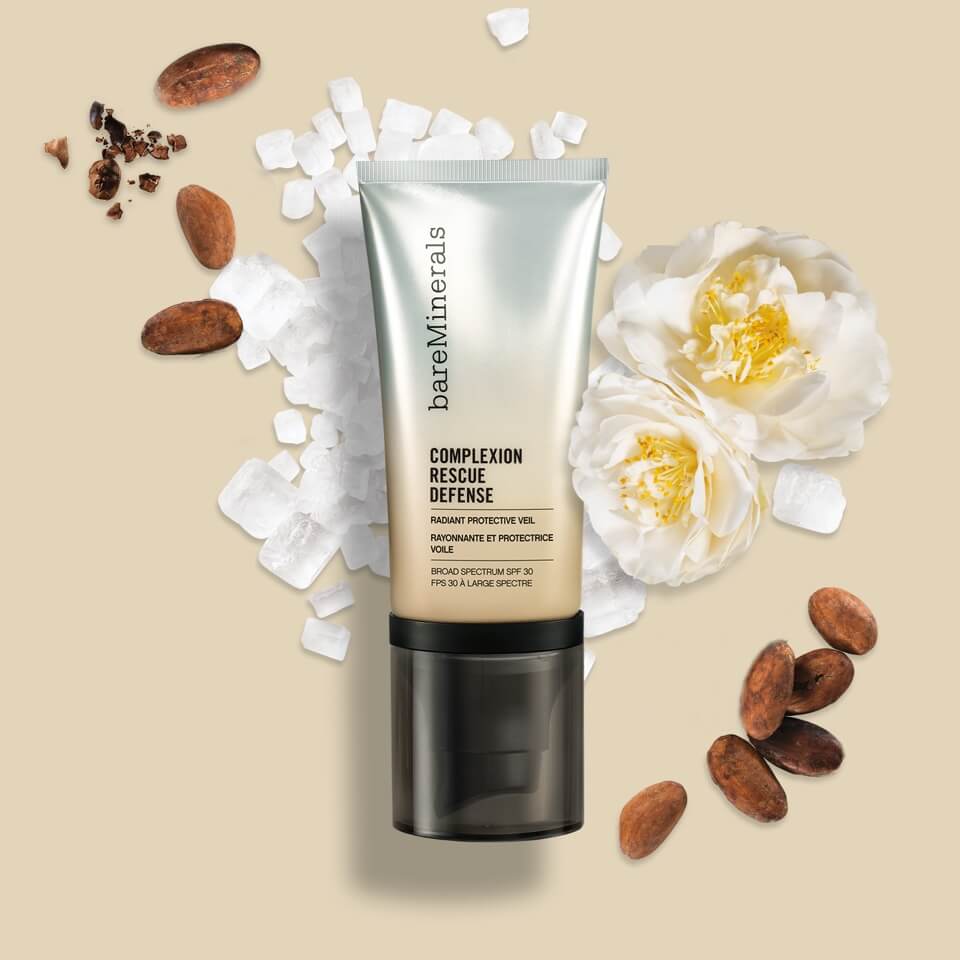 bareMinerals
COMPLEXION
RESCUE
DEFENSE
RADIANT PROTECTIVE VEIL
RAYONNANTE ET PROTECTRICE
VOILE
BROAD SPECTRUM SPF 30
FPS 30 À LARGE SPECTRE